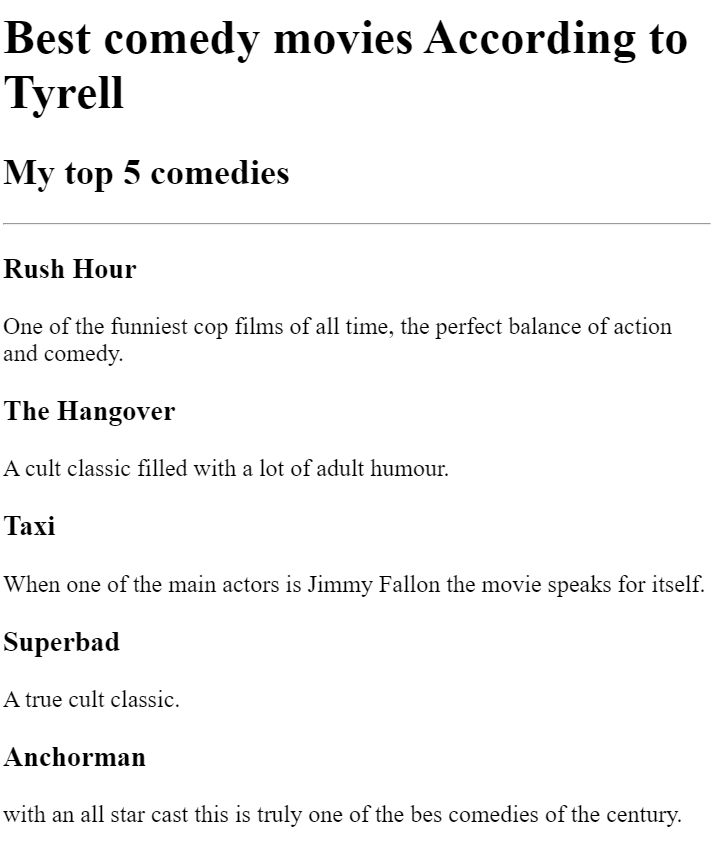 Best comedy movies According to
Tyrell
My top 5 comedies
Rush Hour
One of the funniest cop films of all time, the perfect balance of action
and comedy.
The Hangover
A cult classic filled with a lot of adult humour.
Taxi
When one of the main actors is Jimmy Fallon the movie speaks for itself.
Superbad
A true cult classic.
Anchorman
with an all star cast this is truly one of the bes comedies of the century.